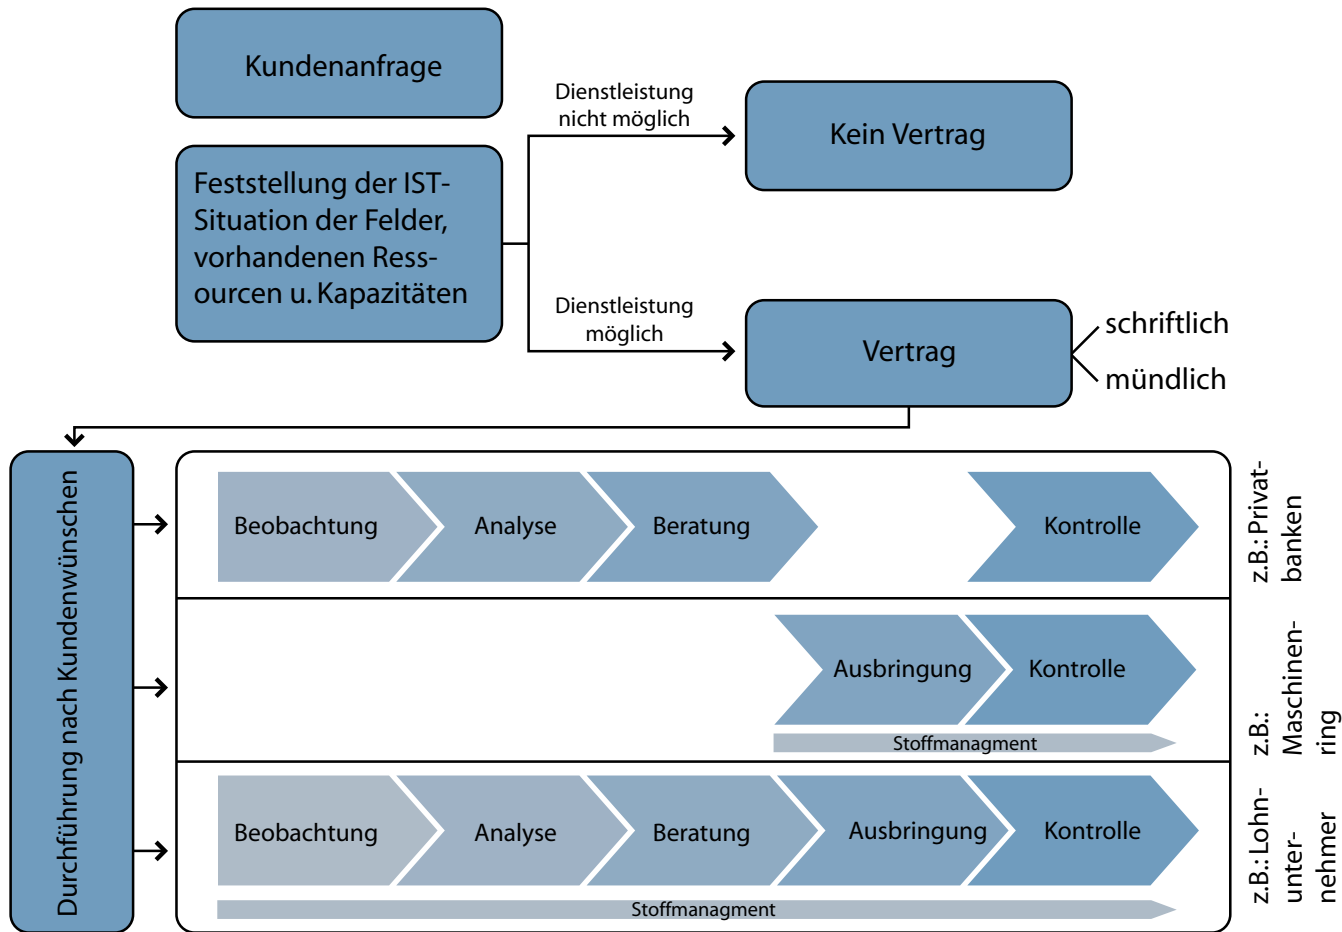 Kundenanfrage
Dienstleistung
nicht möglich
Kein Vertrag
Feststellung der IST-
Situation der Felder,
vorhandenen Ress-
ourcen u. Kapazitäten
Dienstleistung
möglich
Vertrag
schriftlich
mündlich
Durchführung nach Kundenwünschen
Beobachtung
Analyse
Beratung
Kontrolle
z.B.: Privat-
banken
Ausbringung
Kontrolle
Stoffmanagment
z.B.:
Maschinen-
ring
Beobachtung
Analyse
Beratung
Ausbringung
Kontrolle
Stoffmanagment
z.B.: Lohn-
unter-
nehmer